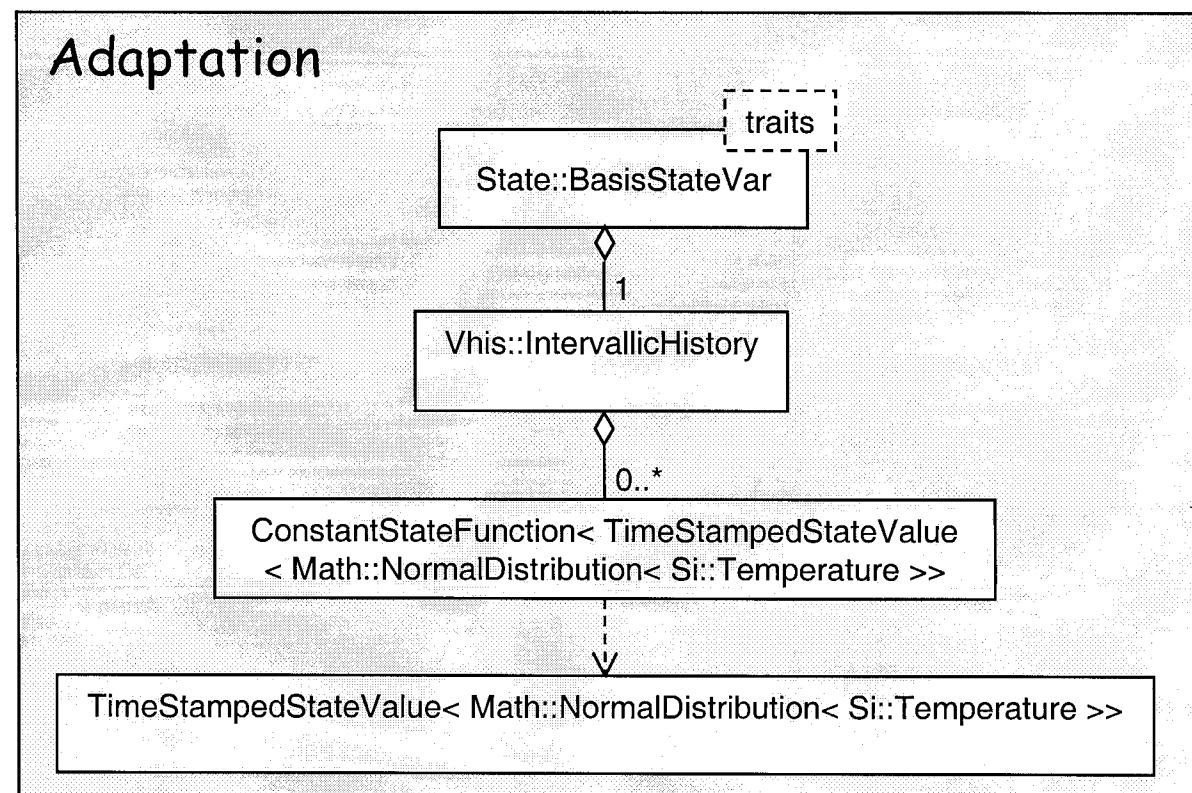 Adaptation
traits
State::BasisStateVar
1
Vhis::IntervallicHistory
0..*
ConstantStateFunction< TimeStampedStateValue
< Math::NormalDistribution< Si::Temperature >>
TimeStampedStateValue< Math::NormalDistribution< Si::Temperature >>